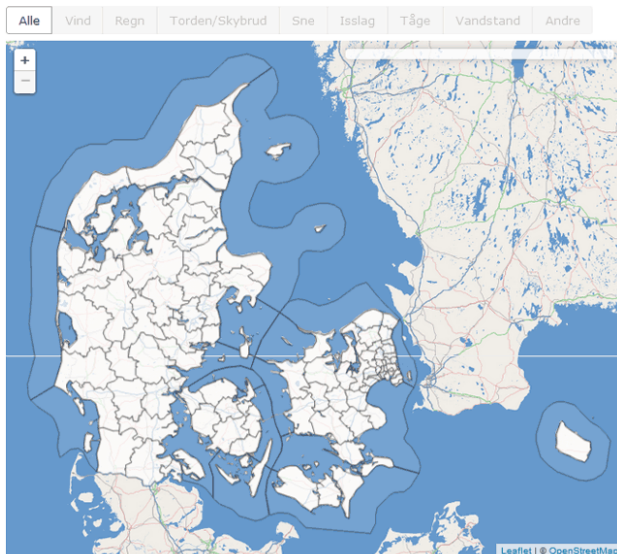 Alle Vind Regn Torden/Skybrud Sne Isslag Tåge Vandstand Andre
+
−
Leaflet | © OpenStreetMap